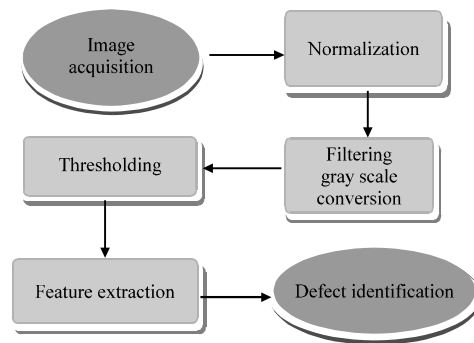 Image
acquisition
Normalization
Filtering
gray scale
conversion
Thresholding
Feature extraction
Defect identification